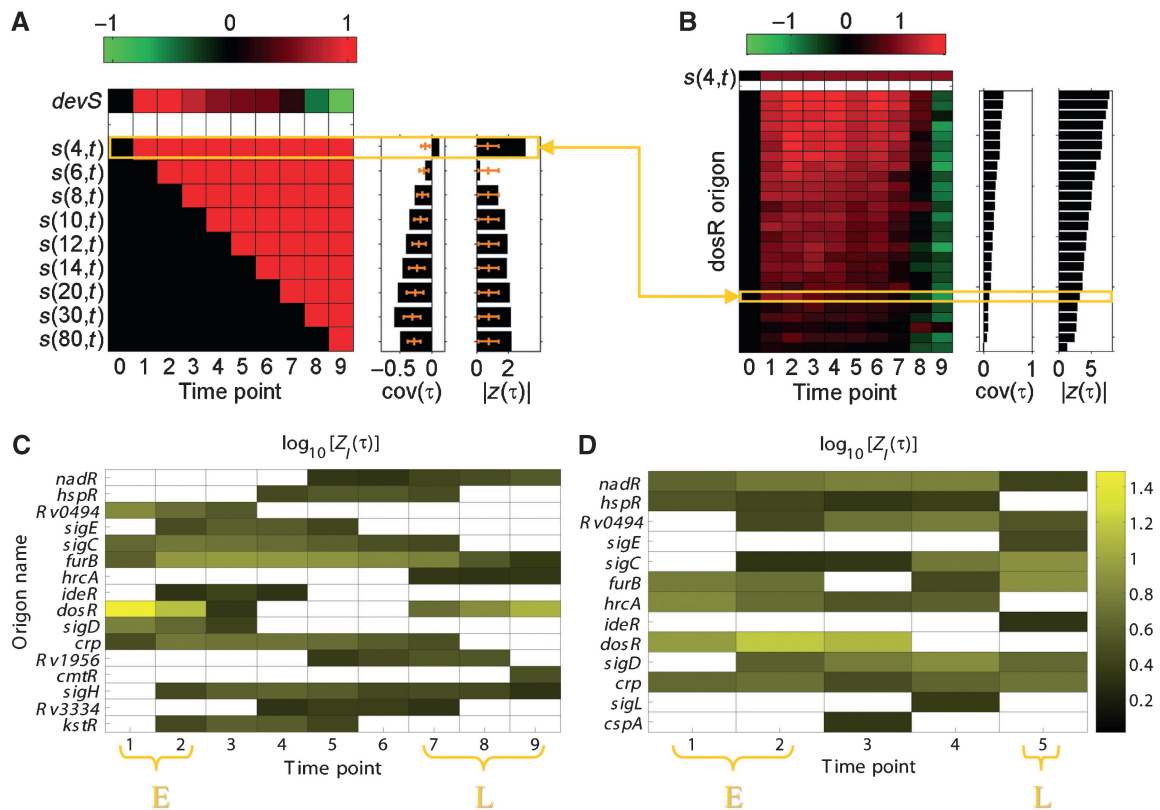 A
−1 0 1
devS
s(4,t)
s(6,t)
s(8,t)
s(10,t)
s(12,t)
s(14,t)
s(20,t)
s(30,t)
s(80,t)
0 1 2 3 4 5 6 7 8 9
Time point
−0.5 0
cov(τ)
0 2
|z(τ)|
B
−1 0 1
s(4,t)
dosR origon
0 1 2 3 4 5 6 7 8 9
Time point
0 1
cov(τ)
0 5
|z(τ)|
C
log10 [ZI(τ)]
Origon name
nadR
hspR
Rv0494
sigE
sigC
furB
hrcA
ideR
dosR
sigD
crp
Rv1956
cmtR
sigH
Rv3334
kstR
1 2 3 4 5 6 7 8 9
Time point
E L
D
log10 [ZI(τ)]
nadR
hspR
Rv0494
sigE
sigC
furB
hrcA
ideR
dosR
sigD
crp
sigL
cspA
1 2 3 4 5
Time point
E L
1.4
1.2
1
0.8
0.6
0.4
0.2